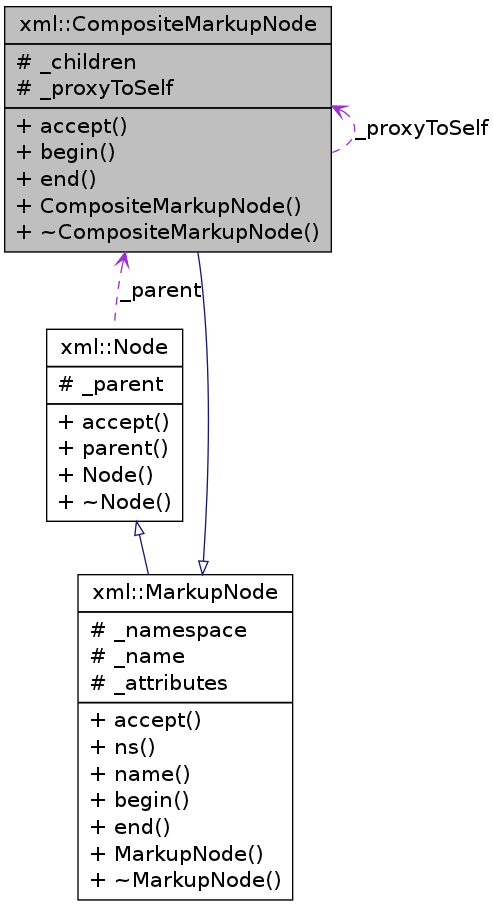 xml::CompositeMarkupNode
# _children
# _proxyToSelf
+ accept()
+ begin()
+ end()
+ CompositeMarkupNode()
+ ~CompositeMarkupNode()
_proxyToSelf
_parent
xml::Node
# _parent
+ accept()
+ parent()
+ Node()
+ ~Node()
xml::MarkupNode
# _namespace
# _name
# _attributes
+ accept()
+ ns()
+ name()
+ begin()
+ end()
+ MarkupNode()
+ ~MarkupNode()